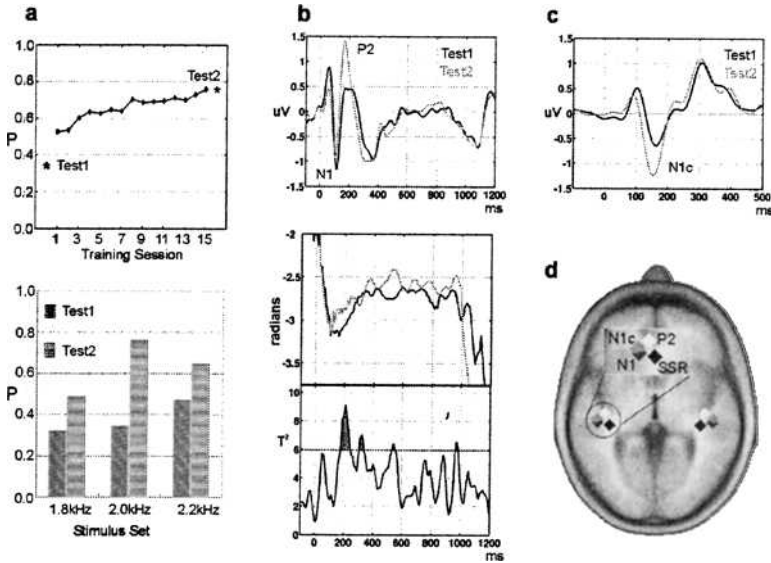 a
1.0
0.8
0.6
P
0.4
0.2
0.0
Test2
* Test1
*
1 3 5 7 9 11 13 15
Training Session
1.0
0.8
0.6
P
0.4
0.2
0.0
Test1
Test2
1.8kHz 2.0kHz 2.2kHz
Stimulus Set
b
1.5
1
0.5
uV
0
-0.5
-1
-1.5
P2
Test1
Test2
N1
0 200 400 600 800 1000 1200
ms
-2
-2.5
radians
-3
-3.5
10
8
T²
6
4
2
0
0 200 400 600 800 1000 1200
ms
c
1.5
1
0.5
uV
0
-0.5
-1
-1.5
Test1
Test2
N1c
0 100 200 300 400 500
ms
d
N1c P2
N1 SSR